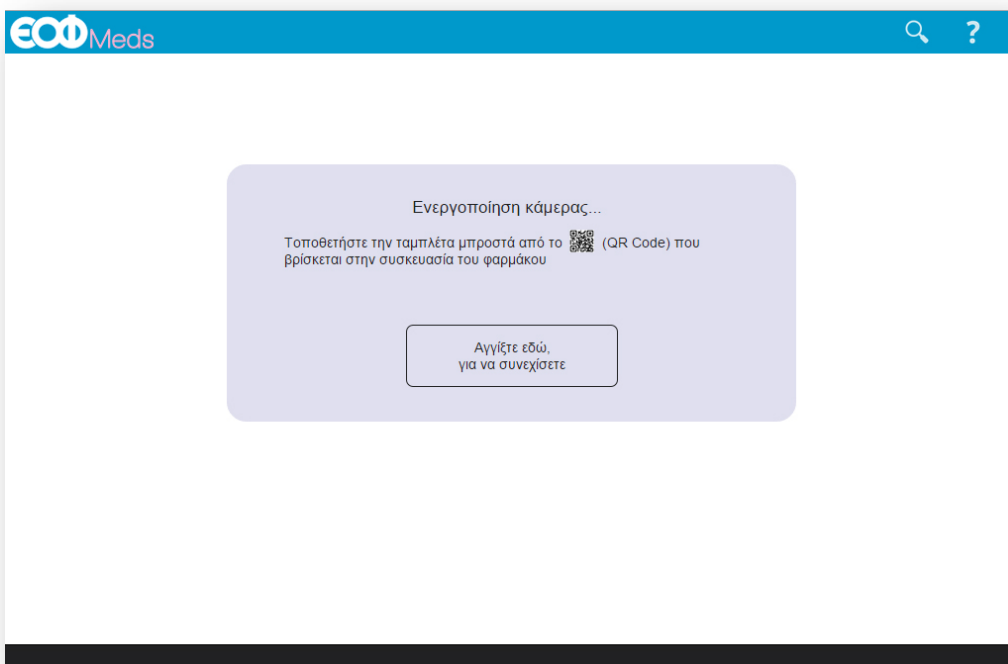 ΕΟΦMeds
?
Ενεργοποίηση κάμερας...
Τοποθετήστε την ταμπλέτα μπροστά από το (QR Code) που
βρίσκεται στην συσκευασία του φαρμάκου
Αγγίξτε εδώ,
για να συνεχίσετε